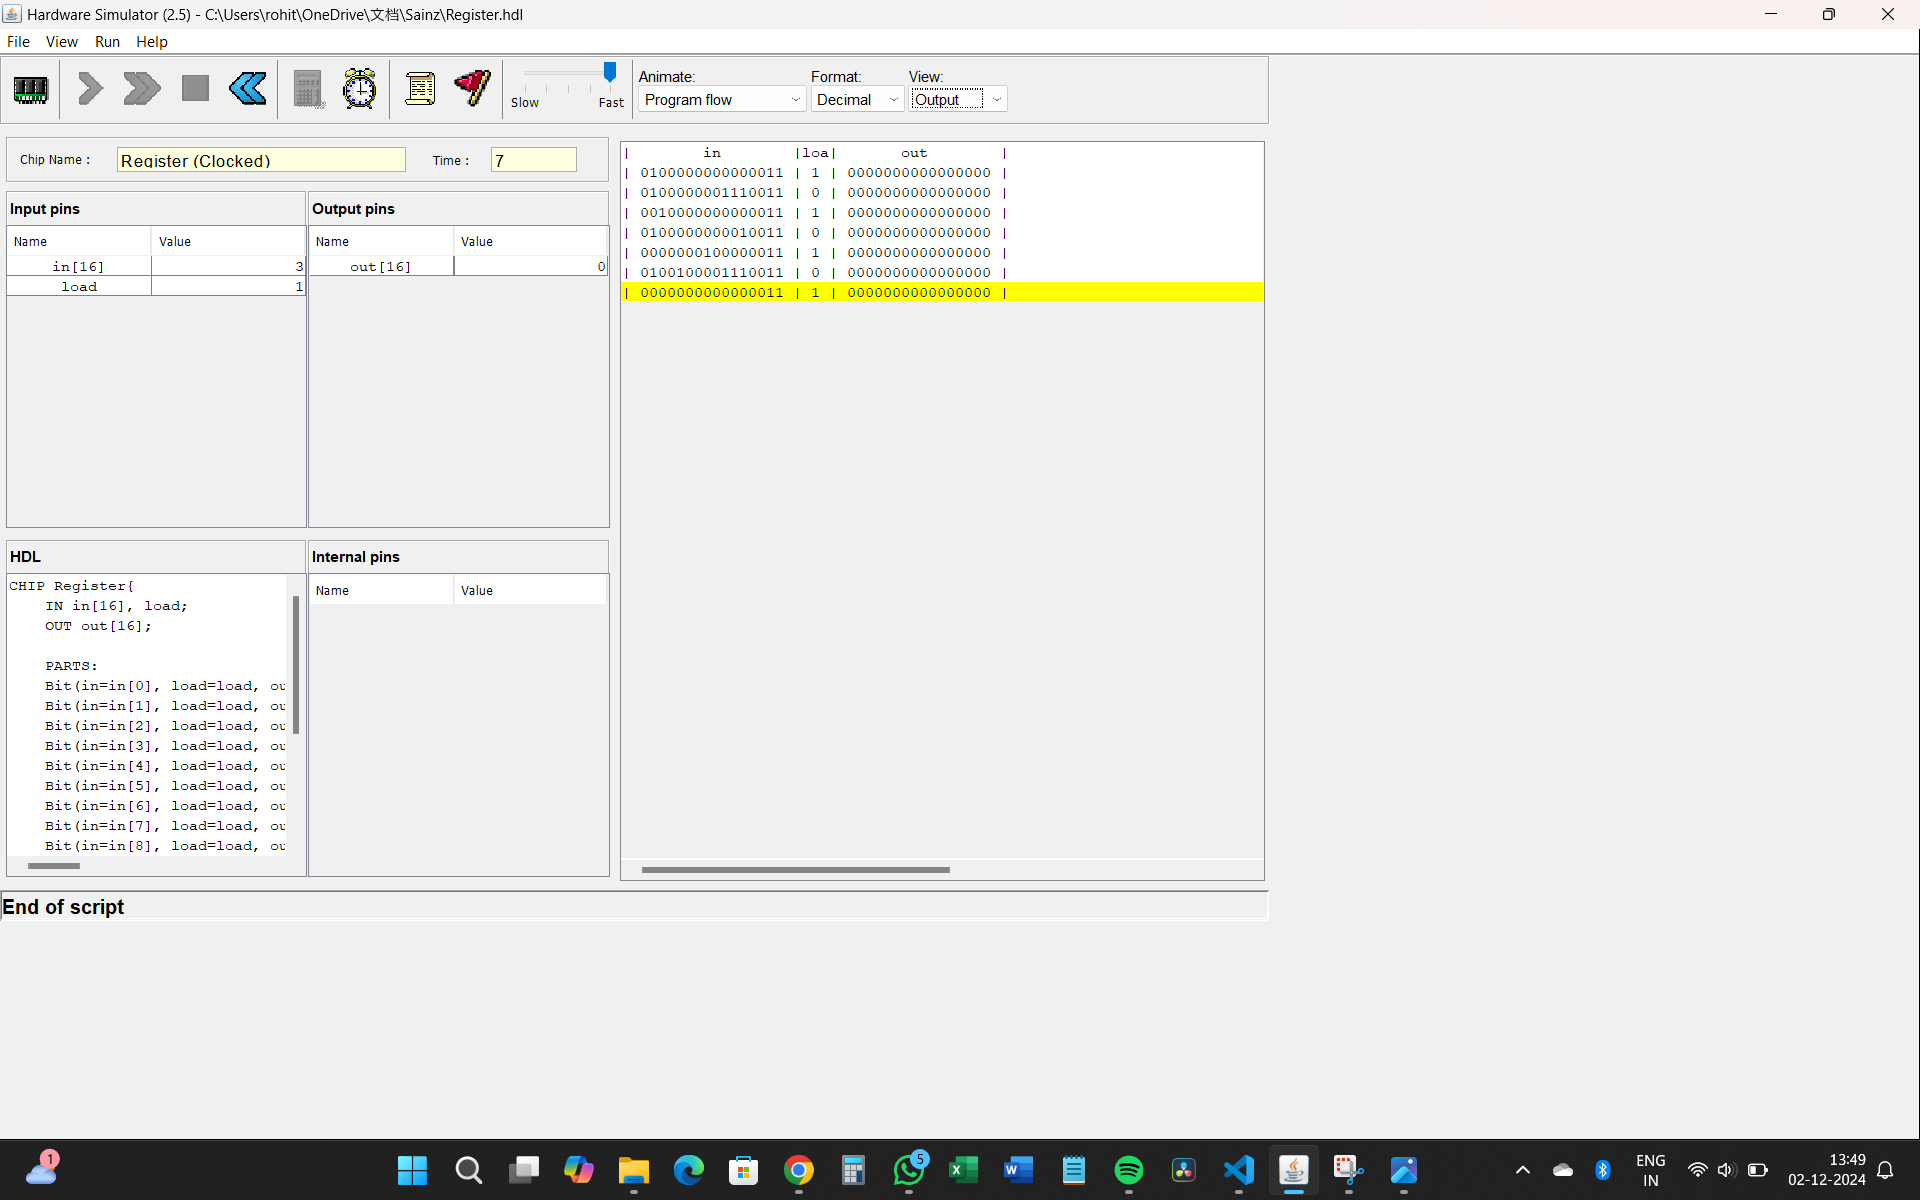 Hardware Simulator (2.5) - C:\Users\rohit\OneDrive\文档\Sainz\Register.hdl
File View Run Help
Slow Fast
Animate: Format: View:
Program flow Decimal Output
Chip Name : Register (Clocked) Time : 7
Input pins
Name Value
in[16] 3
load 1
Output pins
Name Value
out[16] 0
HDL
CHIP Register{
IN in[16], load;
OUT out[16];
PARTS:
Bit(in=in[0], load=load, ou
Bit(in=in[1], load=load, ou
Bit(in=in[2], load=load, ou
Bit(in=in[3], load=load, ou
Bit(in=in[4], load=load, ou
Bit(in=in[5], load=load, ou
Bit(in=in[6], load=load, ou
Bit(in=in[7], load=load, ou
Bit(in=in[8], load=load, ou
Internal pins
Name Value
| in |loa| out |
| 0100000000000011 | 1 | 0000000000000000 |
| 0100000001110011 | 0 | 0000000000000000 |
| 0010000000000011 | 1 | 0000000000000000 |
| 0100000000010011 | 0 | 0000000000000000 |
| 0000000100000011 | 1 | 0000000000000000 |
| 0100100001110011 | 0 | 0000000000000000 |
| 0000000000000011 | 1 | 0000000000000000 |
End of script
1
5
ENG
IN
13:49
02-12-2024